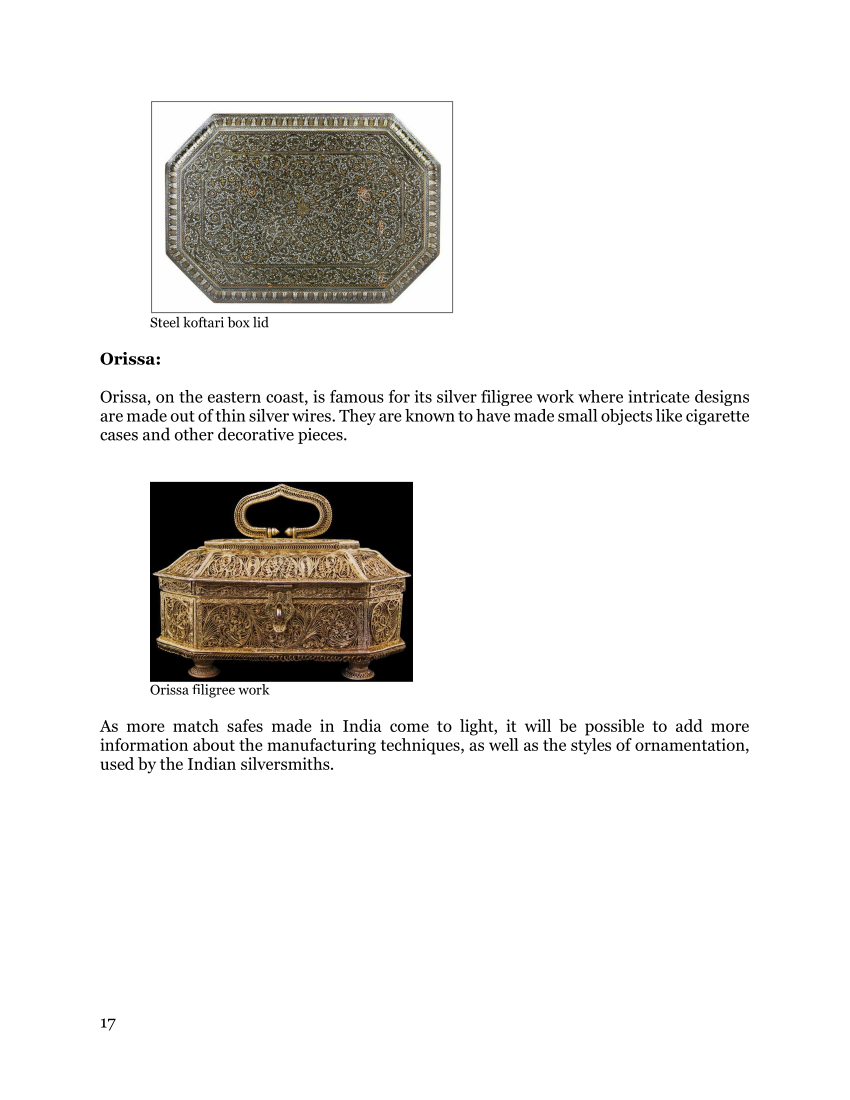 Steel koftari box lid
Orissa:
Orissa, on the eastern coast, is famous for its silver filigree work where intricate designs
are made out of thin silver wires. They are known to have made small objects like cigarette
cases and other decorative pieces.
Orissa filigree work
As more match safes made in India come to light, it will be possible to add more
information about the manufacturing techniques, as well as the styles of ornamentation,
used by the Indian silversmiths.
17